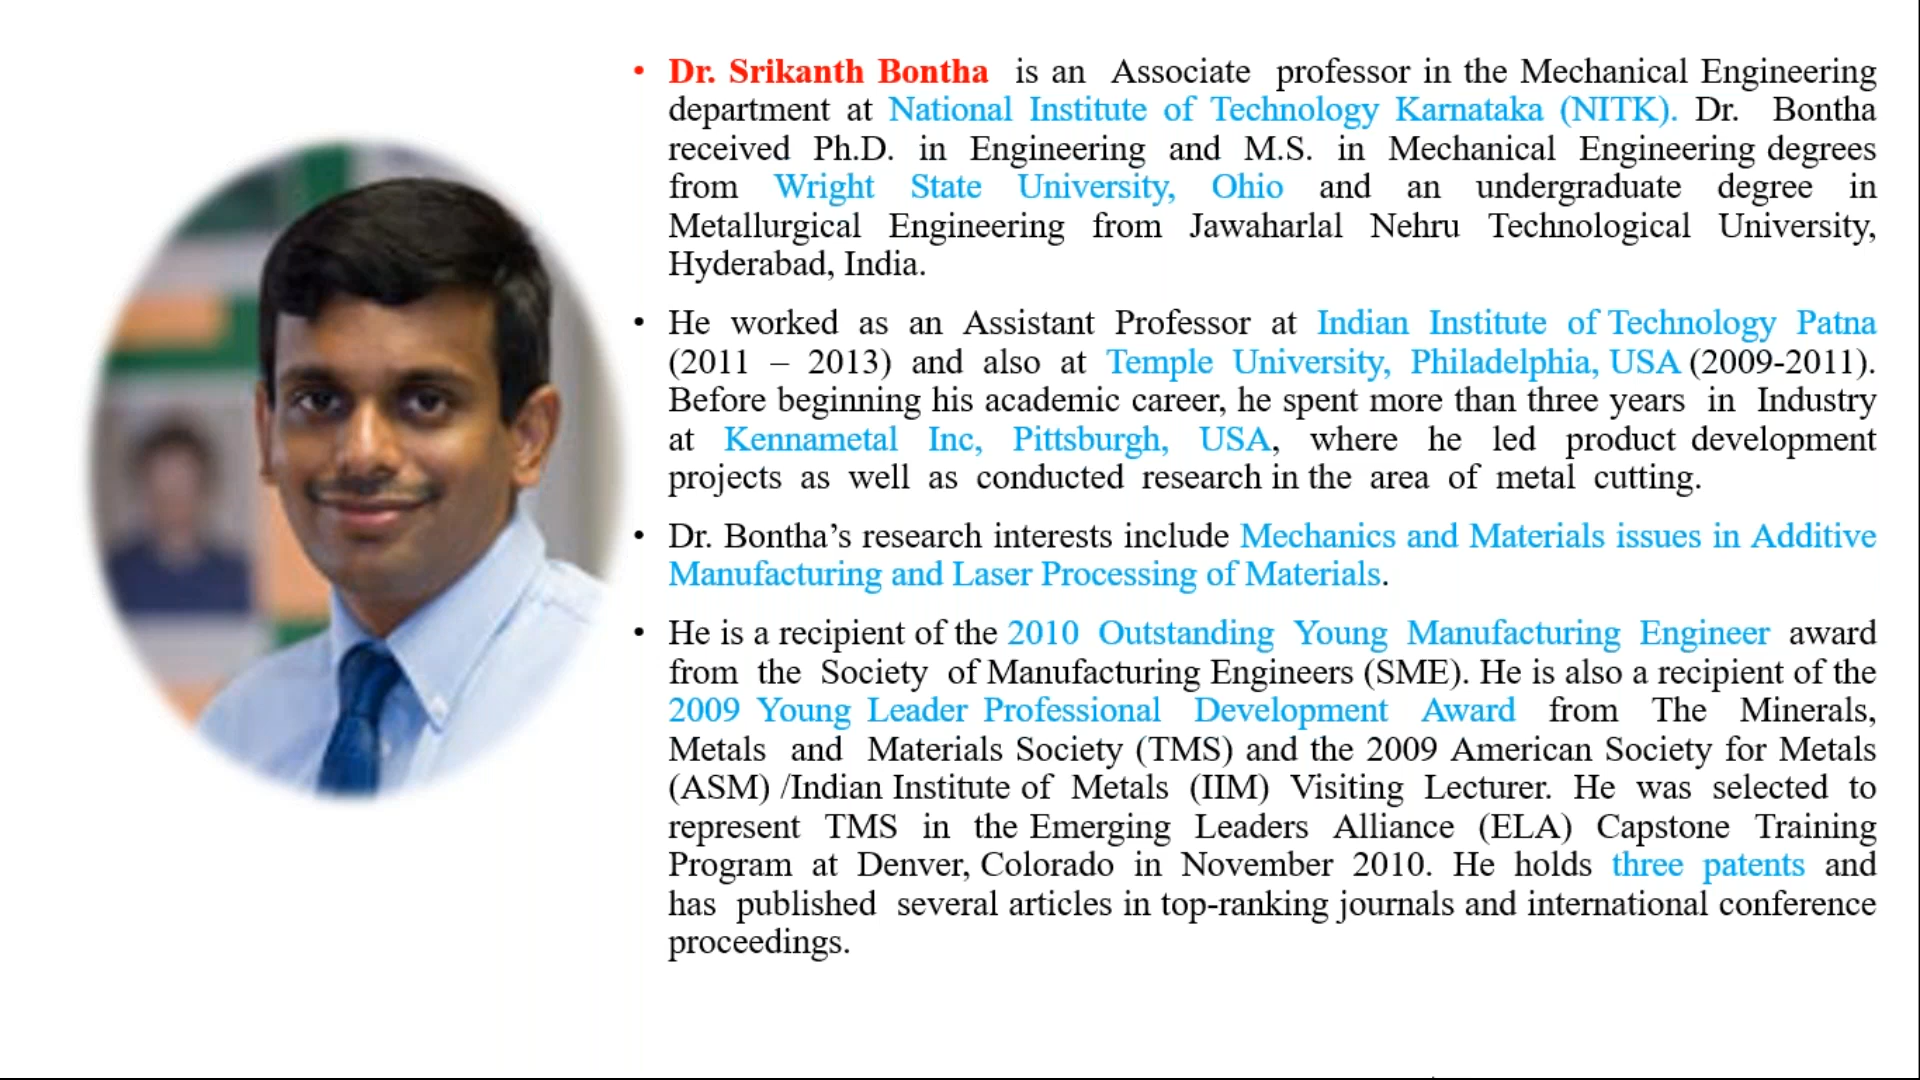 • Dr. Srikanth Bontha is an Associate professor in the Mechanical Engineering
department at National Institute of Technology Karnataka (NITK). Dr. Bontha
received Ph.D. in Engineering and M.S. in Mechanical Engineering degrees
from Wright State University, Ohio and an undergraduate degree in
Metallurgical Engineering from Jawaharlal Nehru Technological University,
Hyderabad, India.
• He worked as an Assistant Professor at Indian Institute of Technology Patna
(2011 – 2013) and also at Temple University, Philadelphia, USA (2009-2011).
Before beginning his academic career, he spent more than three years in Industry
at Kennametal Inc, Pittsburgh, USA, where he led product development
projects as well as conducted research in the area of metal cutting.
• Dr. Bontha’s research interests include Mechanics and Materials issues in Additive
Manufacturing and Laser Processing of Materials.
• He is a recipient of the 2010 Outstanding Young Manufacturing Engineer award
from the Society of Manufacturing Engineers (SME). He is also a recipient of the
2009 Young Leader Professional Development Award from The Minerals,
Metals and Materials Society (TMS) and the 2009 American Society for Metals
(ASM) /Indian Institute of Metals (IIM) Visiting Lecturer. He was selected to
represent TMS in the Emerging Leaders Alliance (ELA) Capstone Training
Program at Denver, Colorado in November 2010. He holds three patents and
has published several articles in top-ranking journals and international conference
proceedings.